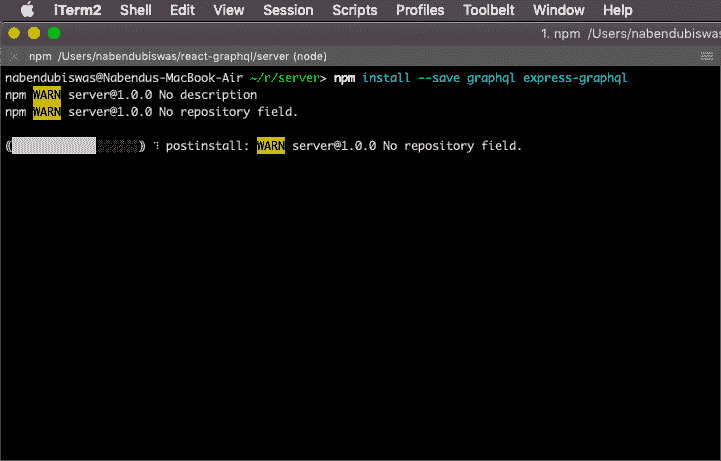 iTerm2 Shell Edit View Session Scripts Profiles Toolbelt Window Help
1. npm /Users/nabendubiswas
npm /Users/nabendubiswas/react-graphql/server (node)
nabendubiswas@Nabendus-MacBook-Air ~/r/server> npm install --save graphql express-graphql
npm WARN server@1.0.0 No description
npm WARN server@1.0.0 No repository field.
postinstall: WARN server@1.0.0 No repository field.